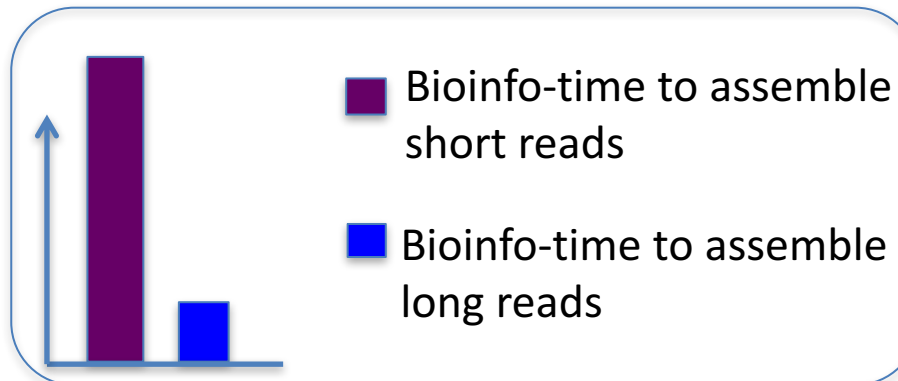 Bioinfo-time to assemble
short reads
Bioinfo-time to assemble
long reads